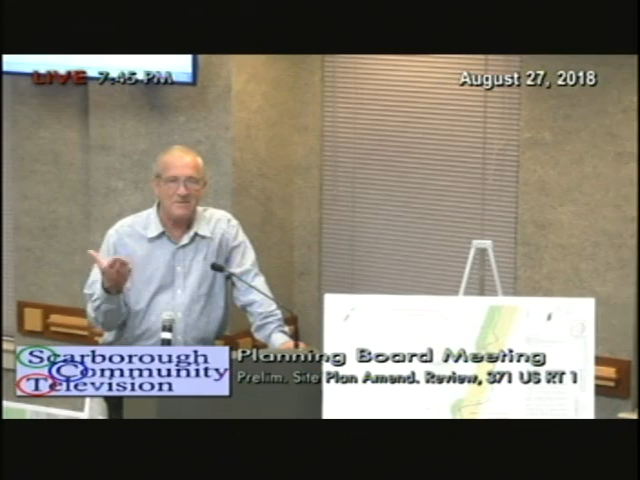 LIVE 7:45 PM
August 27, 2018
Scarborough
Community
Television
Planning Board Meeting
Prelim. Site Plan Amend. Review, 371 US RT 1